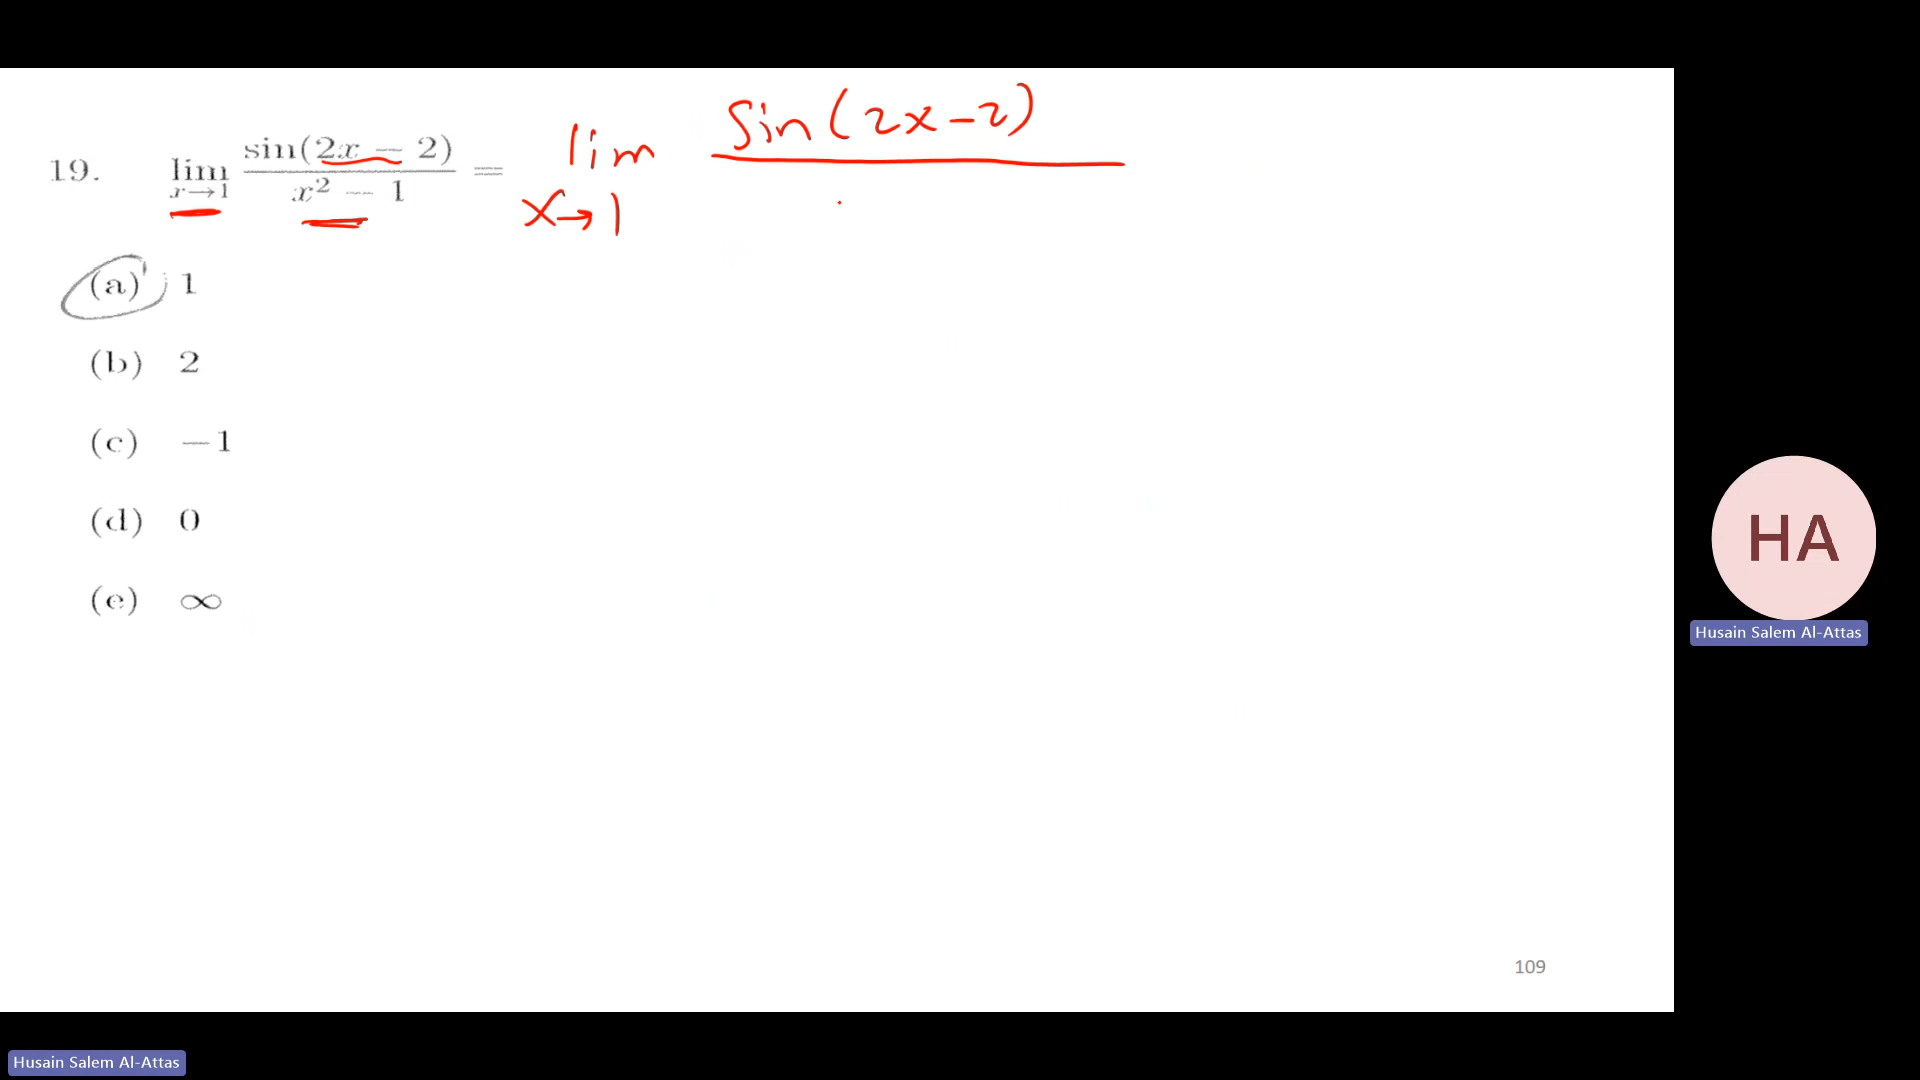 19. lim x→1 sin(2x − 2) / x² − 1 = lim x→1 sin(2x−2)
(a) 1
(b) 2
(c) −1
(d) 0
(e) ∞
HA
Husain Salem Al-Attas
109
Husain Salem Al-Attas